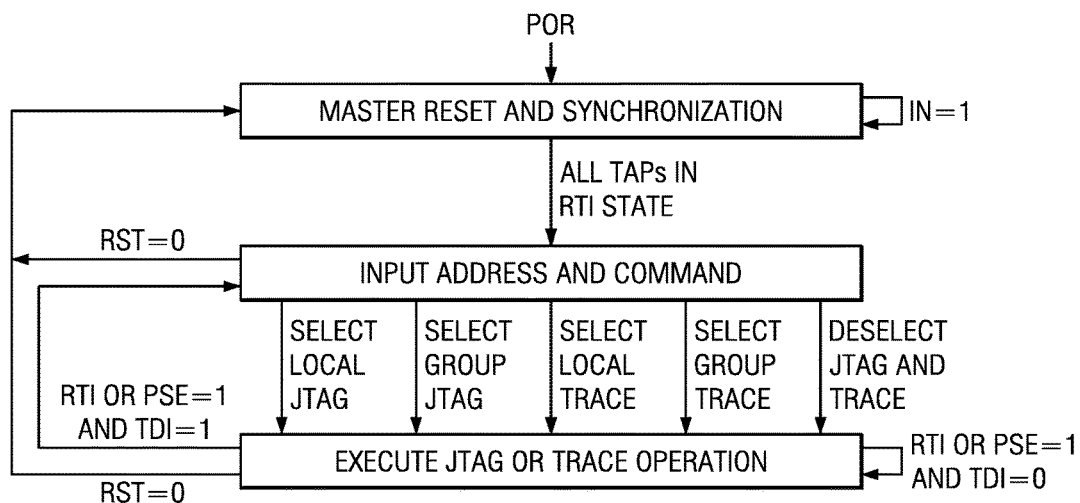 POR
MASTER RESET AND SYNCHRONIZATION
IN=1
ALL TAPs IN
RTI STATE
RST=0
INPUT ADDRESS AND COMMAND
SELECT
LOCAL
JTAG
SELECT
GROUP
JTAG
SELECT
LOCAL
TRACE
SELECT
GROUP
TRACE
DESELECT
JTAG AND
TRACE
RTI OR PSE=1
AND TDI=1
EXECUTE JTAG OR TRACE OPERATION
RTI OR PSE=1
AND TDI=0
RST=0